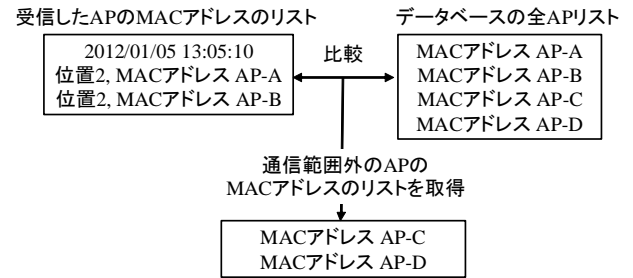 受信したAPのMACアドレスのリスト
データベースの全APリスト
2012/01/05 13:05:10
位置2, MACアドレス AP-A
位置2, MACアドレス AP-B
比較
MACアドレス AP-A
MACアドレス AP-B
MACアドレス AP-C
MACアドレス AP-D
通信範囲外のAPの
MACアドレスのリストを取得
MACアドレス AP-C
MACアドレス AP-D